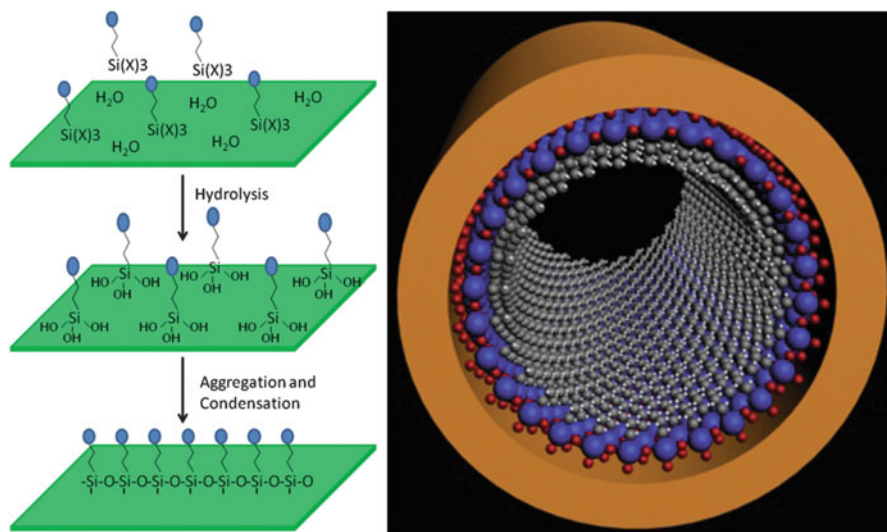 Si(X)3
Si(X)3
H₂O
H₂O
H₂O
Si(X)3
Si(X)3
Si(X)3
H₂O
H₂O
Hydrolysis
HO Si OH
OH
HO Si OH
OH
HO Si OH
OH
HO Si OH
OH
HO Si OH
OH
HO Si OH
OH
Aggregation and
Condensation
-Si-O-Si-O-Si-O-Si-O-Si-O-Si-O-Si-O